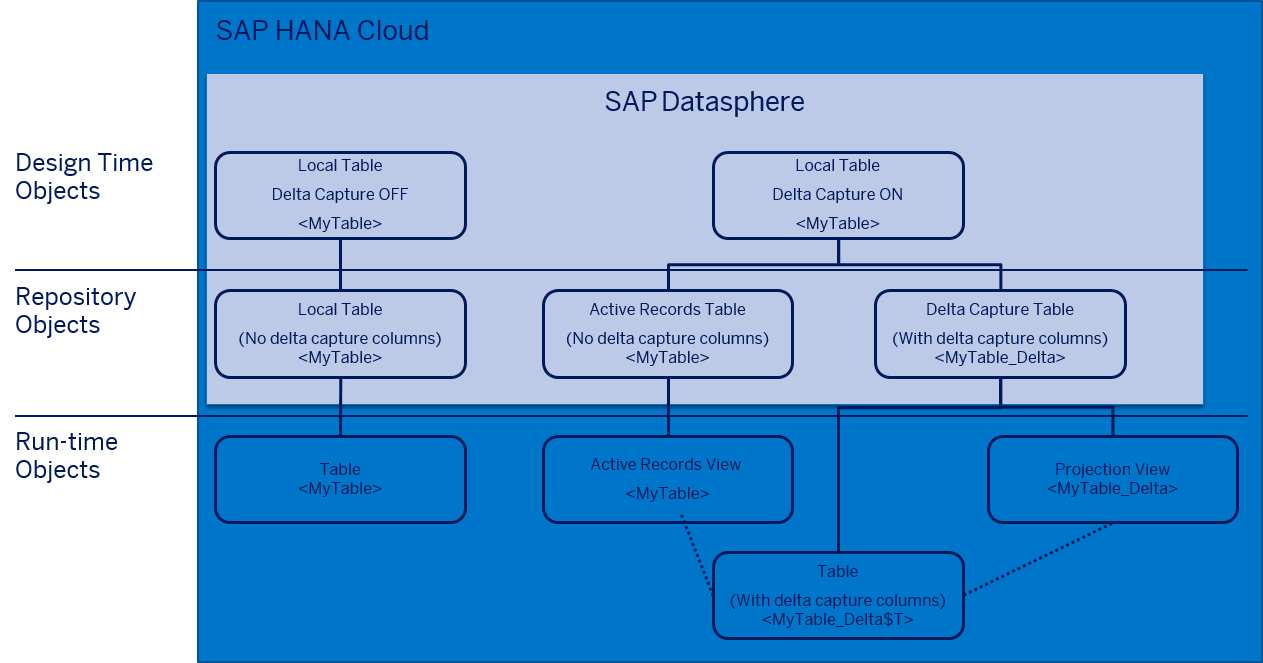 SAP HANA Cloud
SAP Datasphere
Design Time
Objects
Local Table
Delta Capture OFF
<MyTable>
Local Table
Delta Capture ON
<MyTable>
Repository
Objects
Local Table
(No delta capture columns)
<MyTable>
Active Records Table
(No delta capture columns)
<MyTable>
Delta Capture Table
(With delta capture columns)
<MyTable_Delta>
Run-time
Objects
Table
<MyTable>
Active Records View
<MyTable>
Projection View
<MyTable_Delta>
Table
(With delta capture columns)
<MyTable_Delta$T>